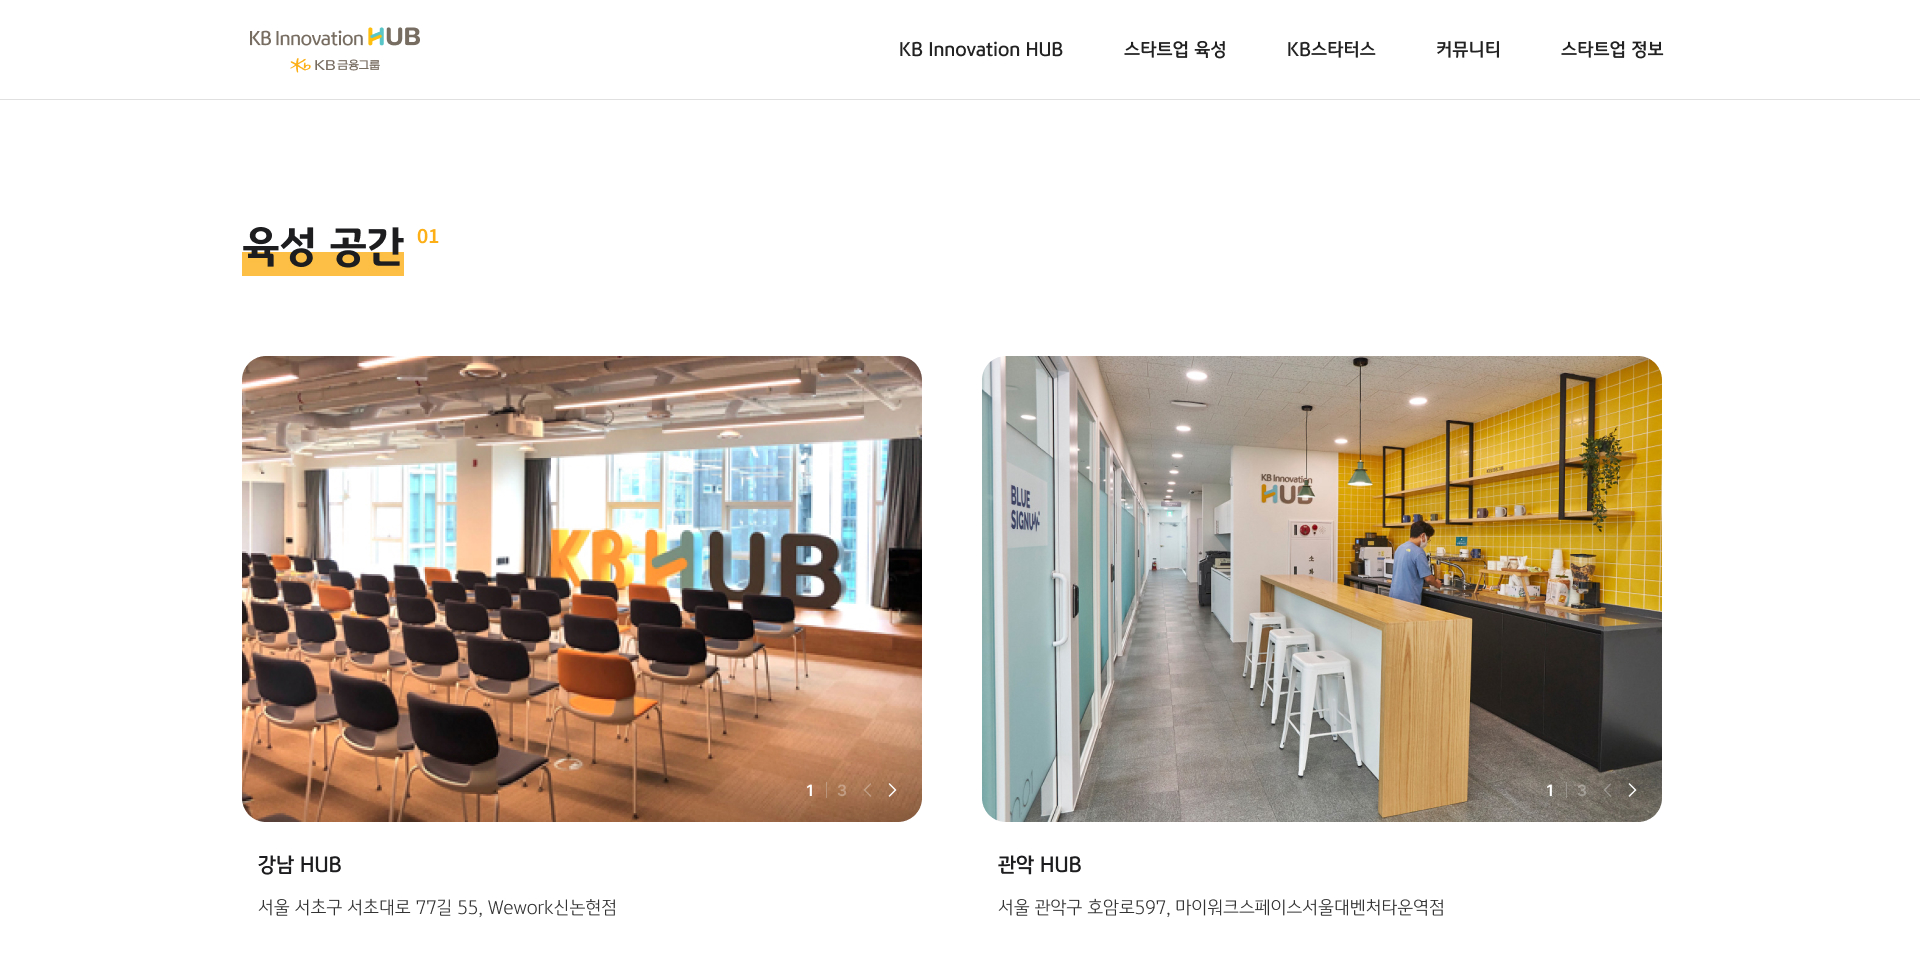 KB Innovation HUB
KB금융그룹
KB Innovation HUB
스타트업 육성
KB스타터스
커뮤니티
스타트업 정보
육성 공간 01
KB HUB
1 3
BLUE
SIGNUM
KB Innovation
HUB
소
1 3
강남 HUB
서울 서초구 서초대로 77길 55, Wework신논현점
관악 HUB
서울 관악구 호암로597, 마이워크스페이스서울대벤처타운역점